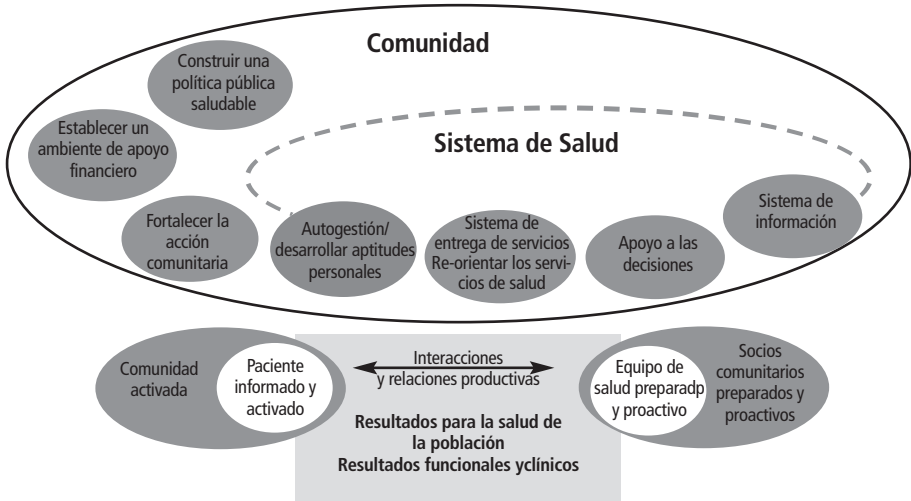 Comunidad
Construir una
política pública
saludable
Establecer un
ambiente de apoyo
financiero
Sistema de Salud
Fortalecer la
acción
comunitaria
Autogestión/
desarrollar aptitudes
personales
Sistema de
entrega de servicios
Re-orientar los servi-
cios de salud
Apoyo a las
decisiones
Sistema de
información
Comunidad
activada
Paciente
informado y
activado
Interacciones
y relaciones productivas
Equipo de
salud preparadp
y proactivo
Socios
comunitarios
preparados y
proactivos
Resultados para la salud de
la población
Resultados funcionales yclínicos